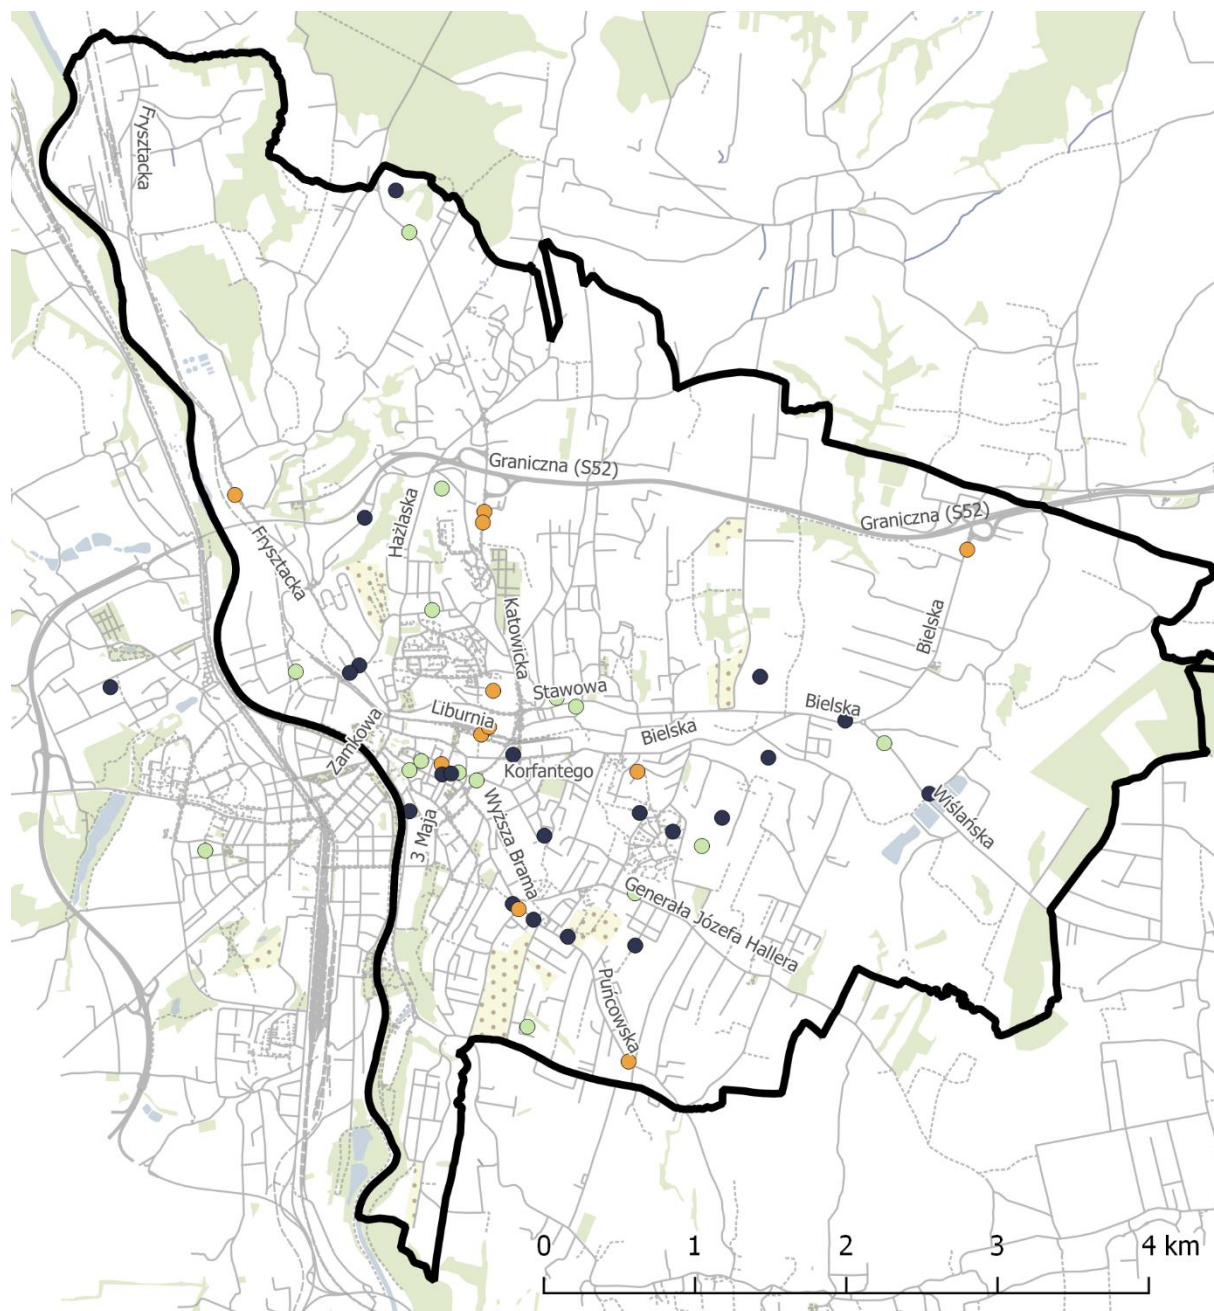 Frysztacka
Graniczna (S52)
Graniczna (S52)
Hażlaska
Frysztacka
Katowicka
Bielska
Stawowa
Liburnia
Bielska
Bielska
Zamkowa
Korfantego
Wiślańska
3 Maja
Wyższa Brama
Generała Józefa Hallera
Puńcowska
0 1 2 3 4 km